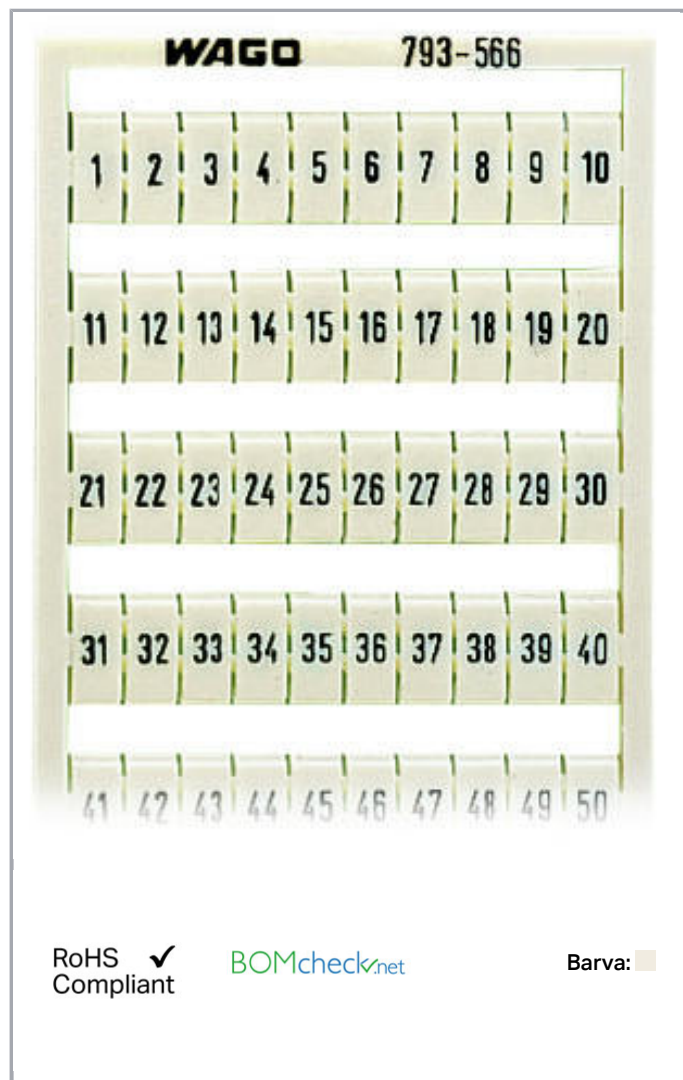 WAGO 793-566
1 2 3 4 5 6 7 8 9 10
11 12 13 14 15 16 17 18 19 20
21 22 23 24 25 26 27 28 29 30
31 32 33 34 35 36 37 38 39 40
41 42 43 44 45 46 47 48 49 50
RoHS ✓
Compliant
BOMcheck.net
Barva: